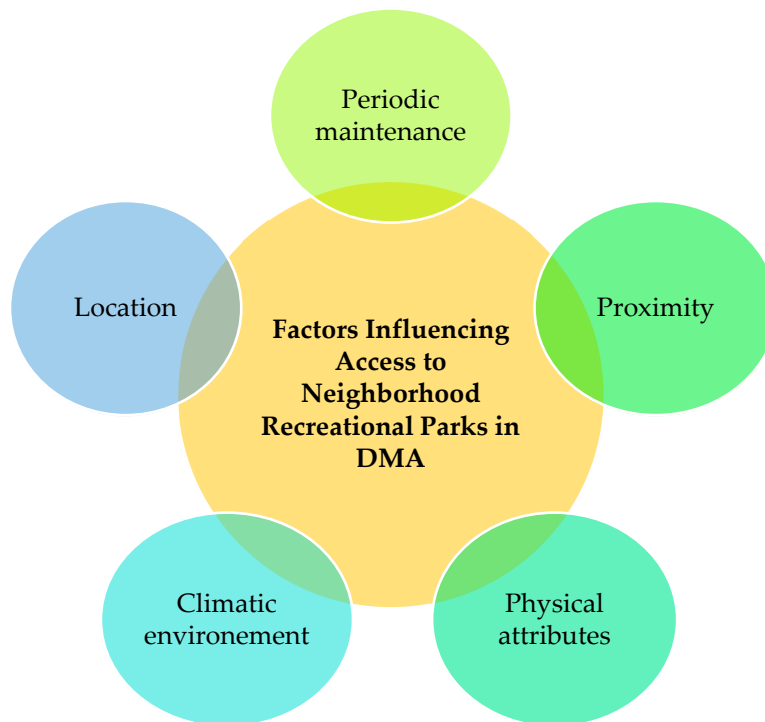 Periodic
maintenance
Location
Proximity
Factors Influencing
Access to
Neighborhood
Recreational Parks in
DMA
Climatic
environement
Physical
attributes